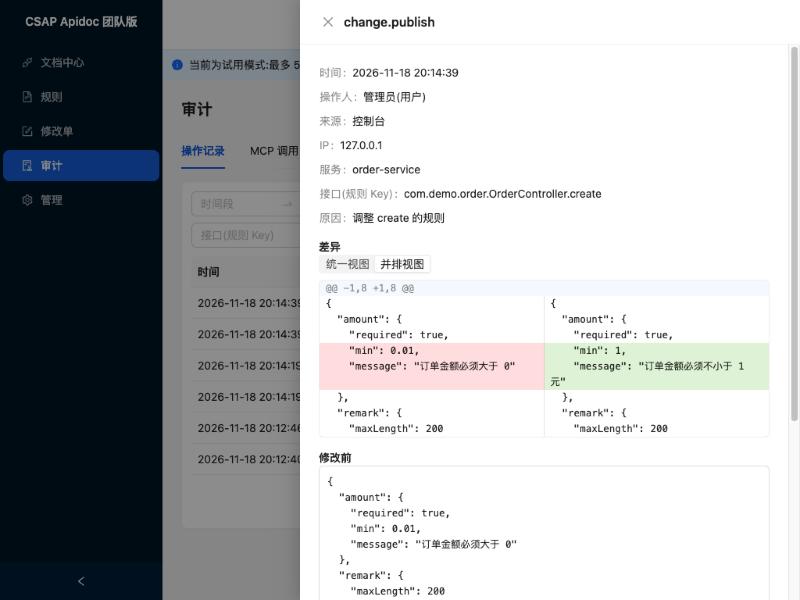 CSAP Apidoc 团队版
文档中心
规则
修改单
审计
管理
当前为试用模式:最多 5
审计
操作记录
MCP 调用
时间段
接口(规则 Key)
时间
2026-11-18 20:14:39
2026-11-18 20:14:39
2026-11-18 20:14:19
2026-11-18 20:14:19
2026-11-18 20:12:46
2026-11-18 20:12:40
change.publish
时间： 2026-11-18 20:14:39
操作人： 管理员(用户)
来源： 控制台
IP： 127.0.0.1
服务： order-service
接口(规则 Key)： com.demo.order.OrderController.create
原因： 调整 create 的规则
差异
统一视图 并排视图
@@ -1,8 +1,8 @@
{
"amount": {
"required": true,
"min": 0.01,
"message": "订单金额必须大于 0"
},
"remark": {
"maxLength": 200
{
"amount": {
"required": true,
"min": 1,
"message": "订单金额必须不小于 1
元"
},
"remark": {
"maxLength": 200
修改前
{
"amount": {
"required": true,
"min": 0.01,
"message": "订单金额必须大于 0"
},
"remark": {
"maxLength": 200